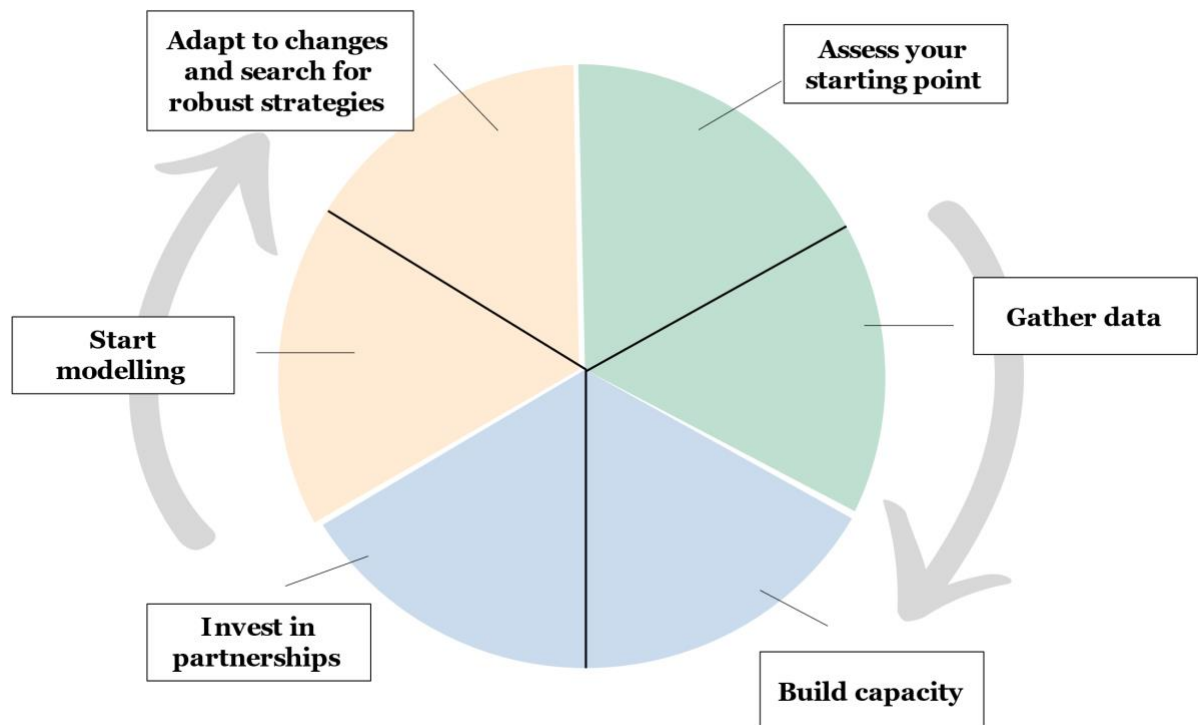 Adapt to changes
and search for
robust strategies
Assess your
starting point
Gather data
Start
modelling
Invest in
partnerships
Build capacity